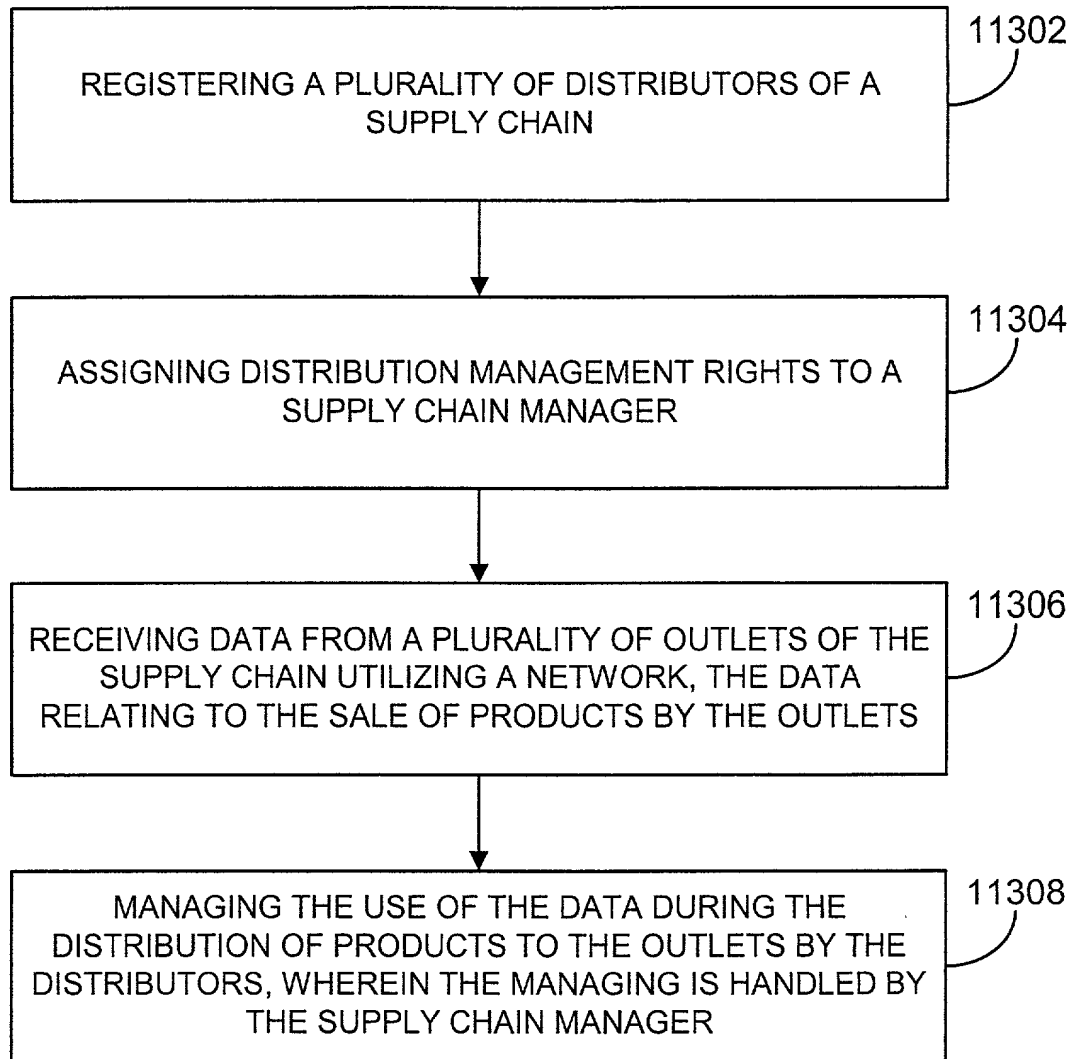 11302
REGISTERING A PLURALITY OF DISTRIBUTORS OF A
SUPPLY CHAIN
11304
ASSIGNING DISTRIBUTION MANAGEMENT RIGHTS TO A
SUPPLY CHAIN MANAGER
11306
RECEIVING DATA FROM A PLURALITY OF OUTLETS OF THE
SUPPLY CHAIN UTILIZING A NETWORK, THE DATA
RELATING TO THE SALE OF PRODUCTS BY THE OUTLETS
11308
MANAGING THE USE OF THE DATA DURING THE
DISTRIBUTION OF PRODUCTS TO THE OUTLETS BY THE
DISTRIBUTORS, WHEREIN THE MANAGING IS HANDLED BY
THE SUPPLY CHAIN MANAGER